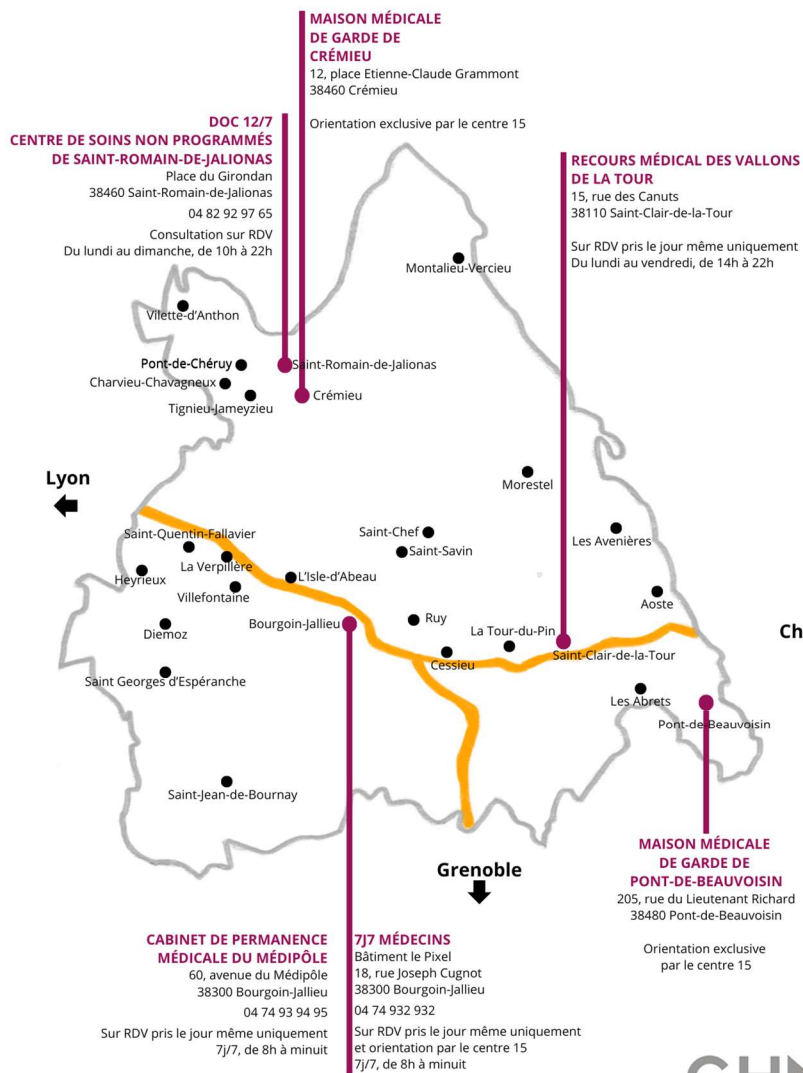 MAISON MÉDICALE
DE GARDE DE
CRÉMIEU
12, place Etienne-Claude Grammont
38460 Crémieu
Orientation exclusive par le centre 15
DOC 12/7
CENTRE DE SOINS NON PROGRAMMÉS
DE SAINT-ROMAIN-DE-JALIONAS
Place du Girondan
38460 Saint-Romain-de-Jalionas
04 82 92 97 65
Consultation sur RDV
Du lundi au dimanche, de 10h à 22h
RECOURS MÉDICAL DES VALLONS
DE LA TOUR
15, rue des Canuts
38110 Saint-Clair-de-la-Tour
Sur RDV pris le jour même uniquement
Du lundi au vendredi, de 14h à 22h
Montalieu-Vercieu
Vilette-d'Anthon
Pont-de-Chéruy
Saint-Romain-de-Jalionas
Charvieu-Chavagneux
Tignieu-Jameyzieu
Crémieu
Lyon
Morestel
Saint-Quentin-Fallavier
Saint-Chef
Les Avenières
Saint-Savin
La Verpillère
Heyrieux
L'Isle-d'Abeau
Villefontaine
Aoste
Diemoz
Bourgoin-Jallieu
Ruy
La Tour-du-Pin
Ch
Cessieu
Saint-Clair-de-la-Tour
Saint Georges d'Espéranche
Les Abrets
Pont-de-Beauvoisin
Saint-Jean-de-Bournay
Grenoble
MAISON MÉDICALE
DE GARDE DE
PONT-DE-BEAUVOISIN
205, rue du Lieutenant Richard
38480 Pont-de-Beauvoisin
Orientation exclusive
par le centre 15
CABINET DE PERMANENCE
MÉDICALE DU MÉDIPÔLE
60, avenue du Médipôle
38300 Bourgoin-Jallieu
04 74 93 94 95
Sur RDV pris le jour même uniquement
7j/7, de 8h à minuit
7J7 MÉDECINS
Bâtiment le Pixel
18, rue Joseph Cugnot
38300 Bourgoin-Jallieu
04 74 932 932
Sur RDV pris le jour même uniquement
et orientation par le centre 15
7j/7, de 8h à minuit